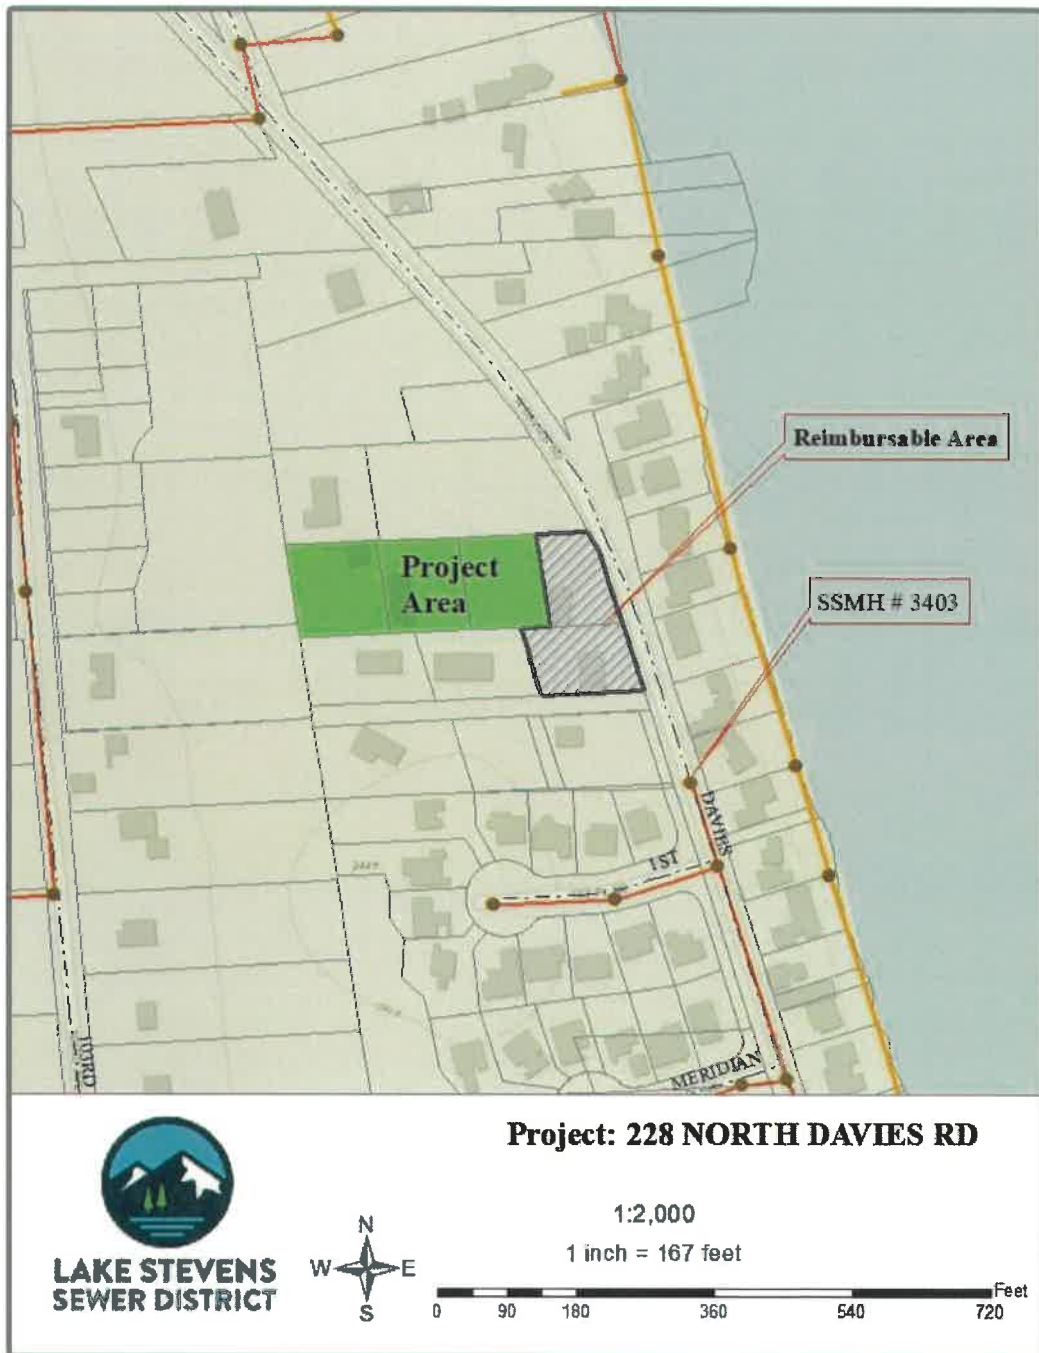 Reimbursable Area
Project
Area
SSMH # 3403
DAVIES
1ST
MERIDIAN
103RD
Project: 228 NORTH DAVIES RD
1:2,000
1 inch = 167 feet
LAKE STEVENS
SEWER DISTRICT
N
W E
S
Feet
0 90 180 360 540 720